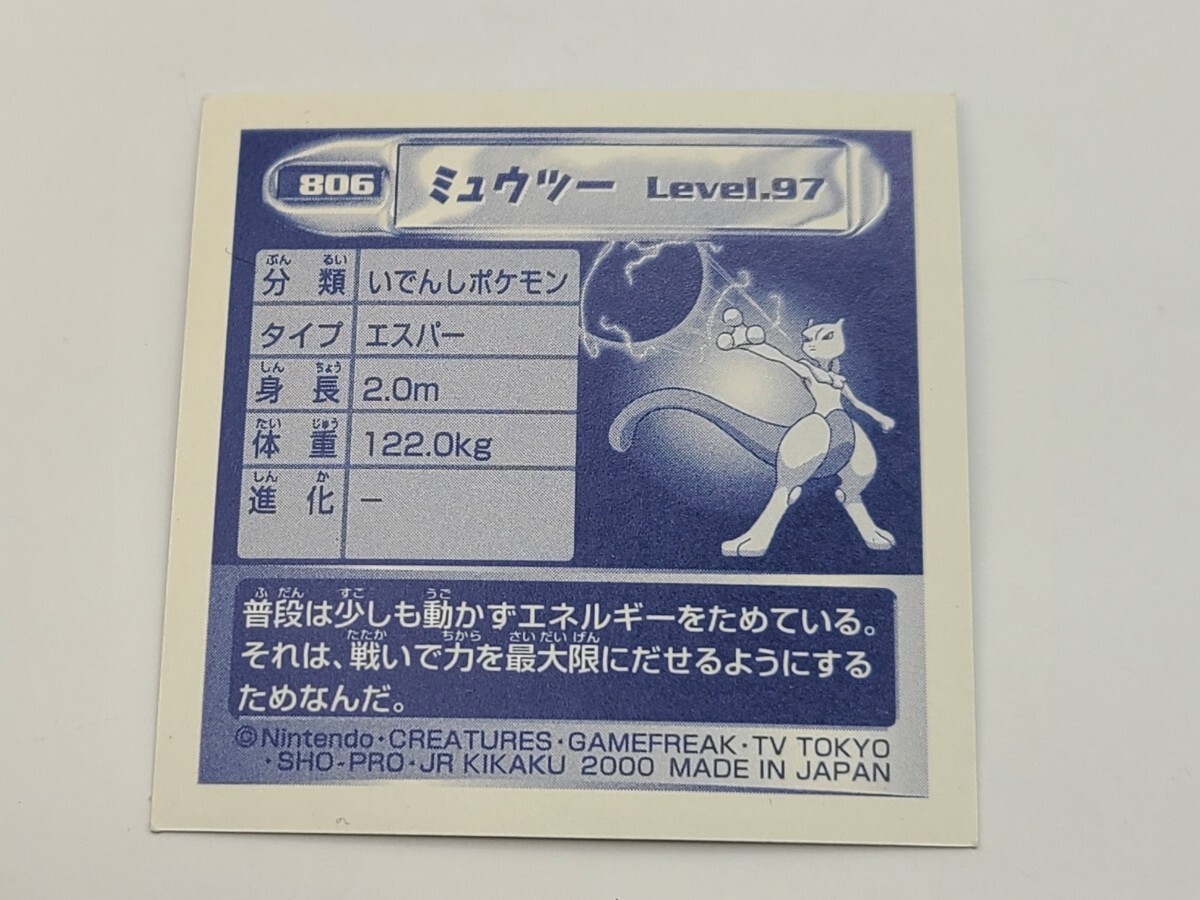 806 ミュウツー Level.97
ぶん るい
分 類 いでんしポケモン
タイプ エスパー
しん ちょう
身 長 2.0m
たい じゅう
体 重 122.0kg
しん か
進 化 −
ふ だん すこ うご
普段は少しも動かずエネルギーをためている。
たたか ちから さい だい げん
それは、戦いで力を最大限にだせるようにする
ためなんだ。
©Nintendo・CREATURES・GAMEFREAK・TV TOKYO
・SHO-PRO・JR KIKAKU 2000 MADE IN JAPAN